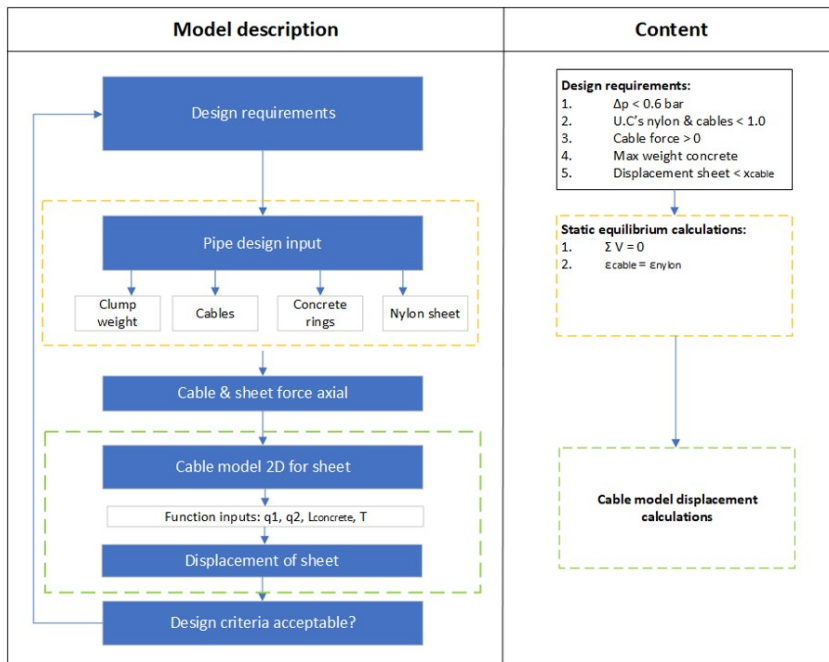 Model description
Content
Design requirements
Pipe design input
Clump
weight
Cables
Concrete
rings
Nylon sheet
Cable & sheet force axial
Cable model 2D for sheet
Function inputs: q1, q2, Lconcrete, T
Displacement of sheet
Design criteria acceptable?
Design requirements:
1. Δp < 0.6 bar
2. U.C's nylon & cables < 1.0
3. Cable force > 0
4. Max weight concrete
5. Displacement sheet < xcable
Static equilibrium calculations:
1. Σ V = 0
2. εcable = εnylon
Cable model displacement
calculations